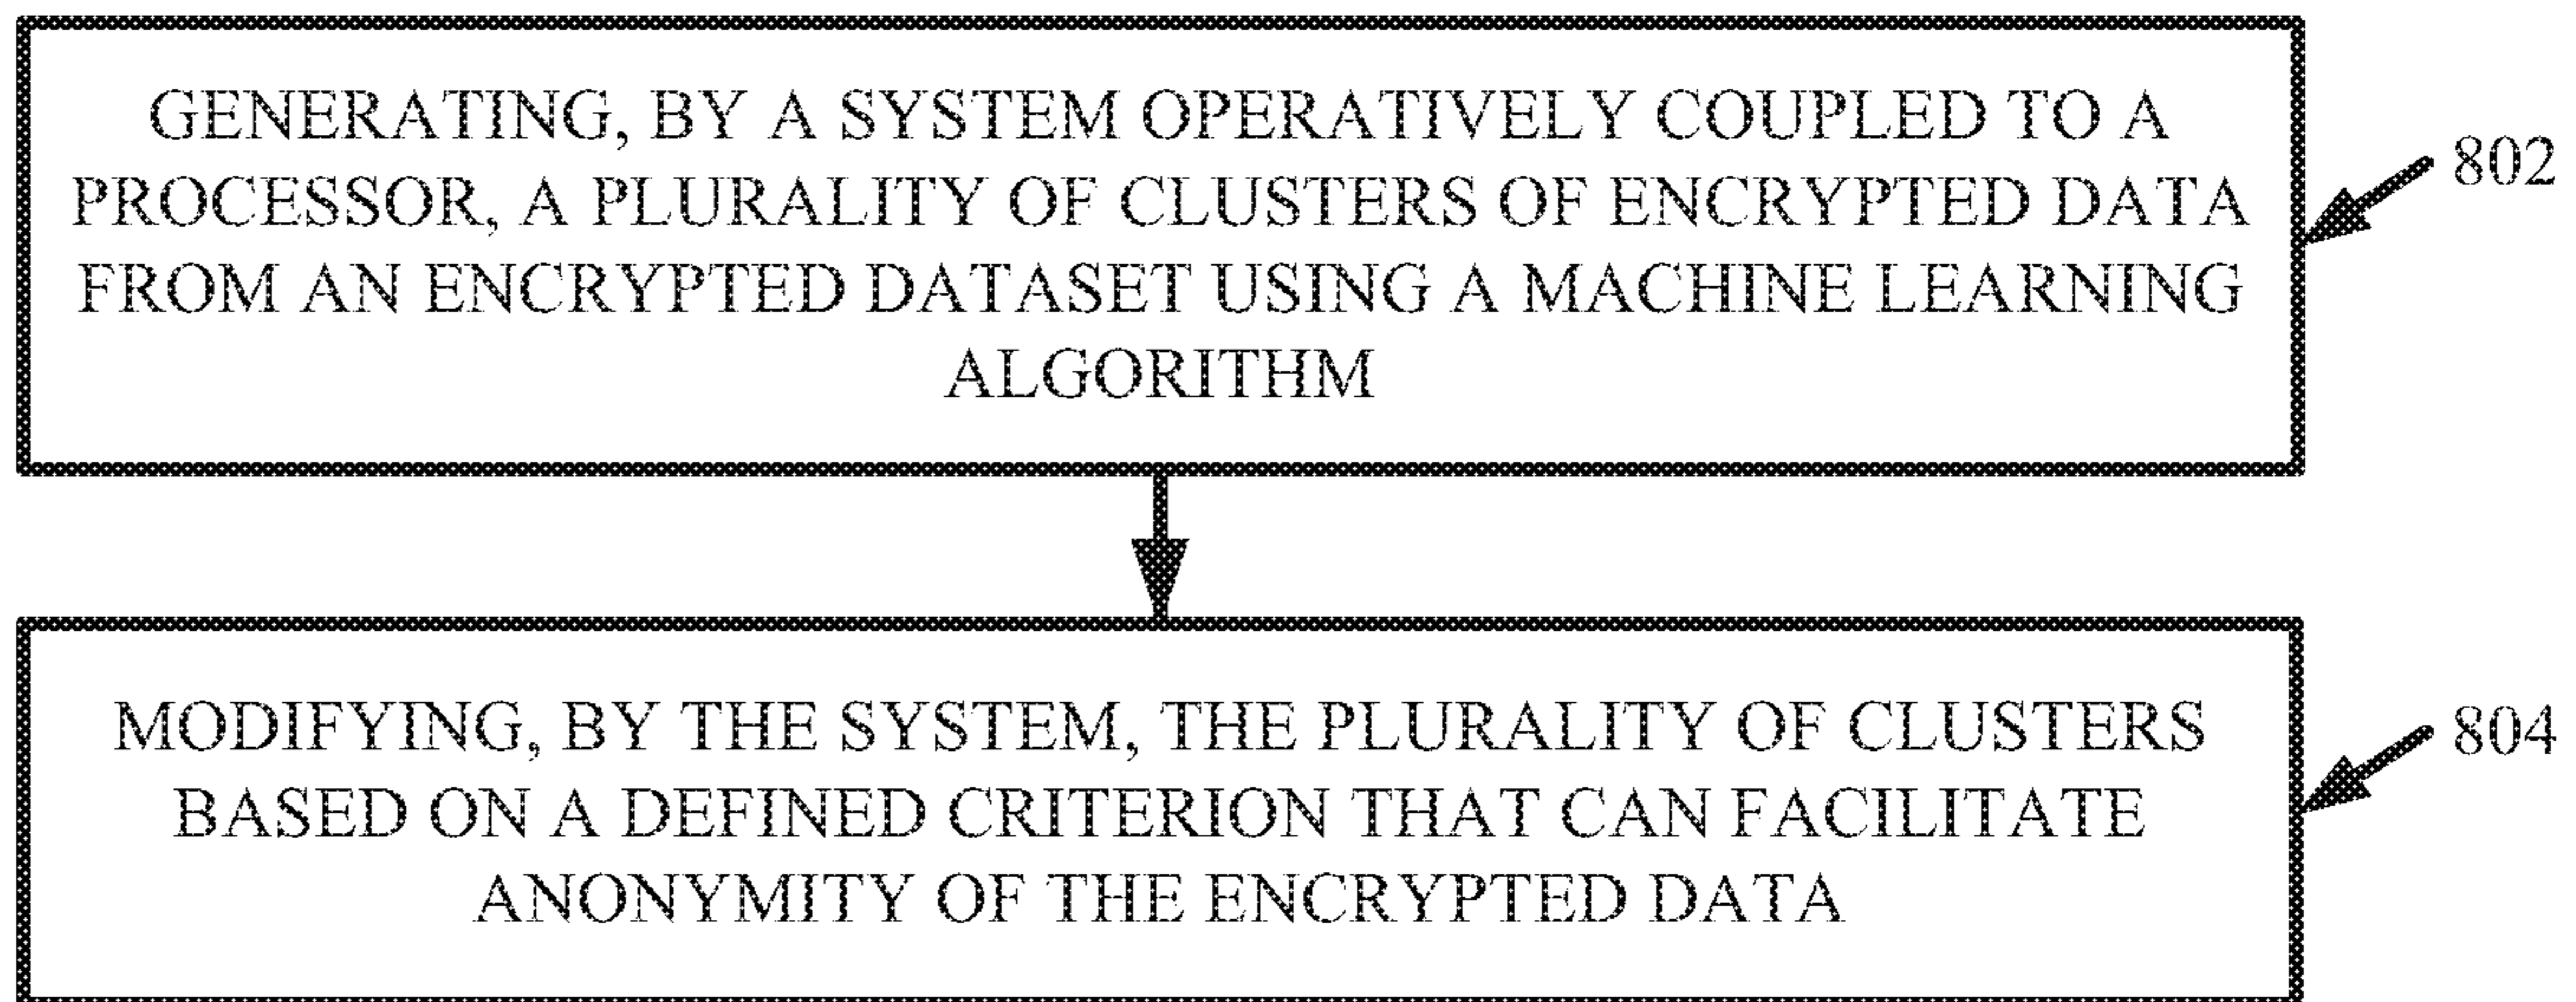 GENERATING, BY A SYSTEM OPERATIVELY COUPLED TO A
PROCESSOR, A PLURALITY OF CLUSTERS OF ENCRYPTED DATA
FROM AN ENCRYPTED DATASET USING A MACHINE LEARNING
ALGORITHM
802
MODIFYING, BY THE SYSTEM, THE PLURALITY OF CLUSTERS
BASED ON A DEFINED CRITERION THAT CAN FACILITATE
ANONYMITY OF THE ENCRYPTED DATA
804